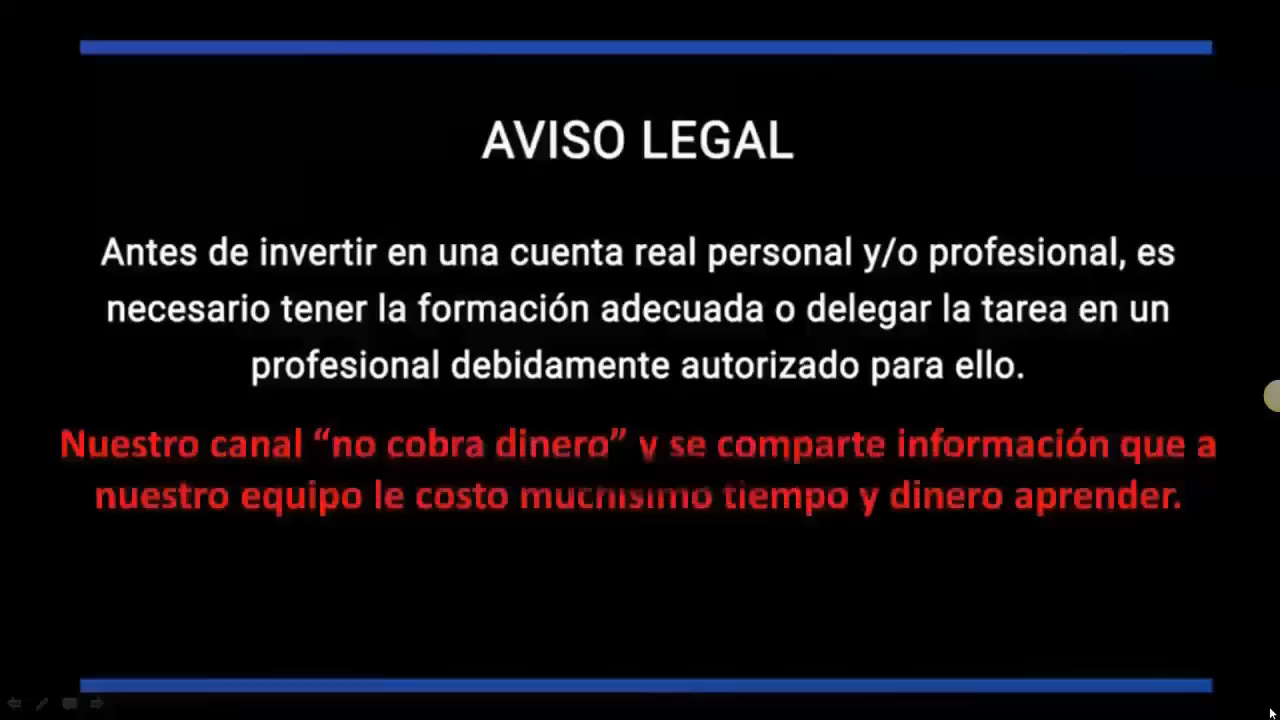 AVISO LEGAL
Antes de invertir en una cuenta real personal y/o profesional, es
necesario tener la formación adecuada o delegar la tarea en un
profesional debidamente autorizado para ello.
Nuestro canal “no cobra dinero” y se comparte información que a
nuestro equipo le costo muchisimo tiempo y dinero aprender.